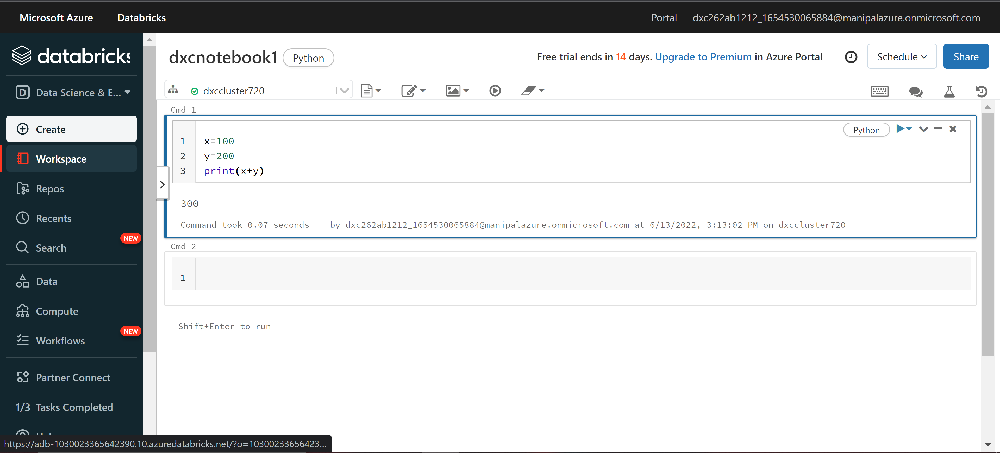 Microsoft Azure Databricks Portal dxc262ab1212_1654530065884@manipalazure.onmicrosoft.com
databricks
Data Science & E...
Create
Workspace
Repos
Recents
NEW
Search
Data
Compute
NEW
Workflows
Partner Connect
1/3 Tasks Completed
https://adb-1030023365642390.10.azuredatabricks.net/?o=10300233656423...
dxcnotebook1 Python Free trial ends in 14 days. Upgrade to Premium in Azure Portal Schedule Share
dxccluster720
Cmd 1
Python
1 x=100
2 y=200
3 print(x+y)
300
Command took 0.07 seconds -- by dxc262ab1212_1654530065884@manipalazure.onmicrosoft.com at 6/13/2022, 3:13:02 PM on dxccluster720
Cmd 2
1
Shift+Enter to run